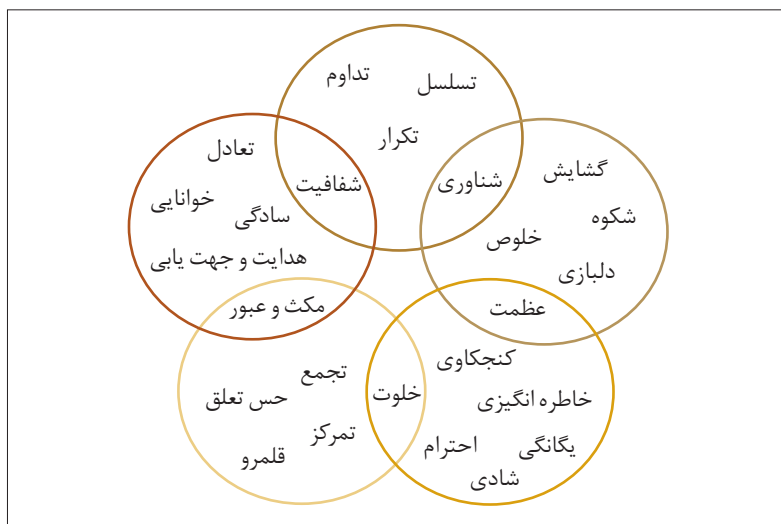 تداوم
تسلسل
تکرار
شفافیت
شناوری
تعادل
خوانایی
سادگی
هدایت و جهت یابی
گشایش
شکوه
خلوص
دلبازی
مکث و عبور
عظمت
تجمع
حس تعلق
تمرکز
قلمرو
خلوت
کنجکاوی
خاطره انگیزی
یگانگی
احترام
شادی